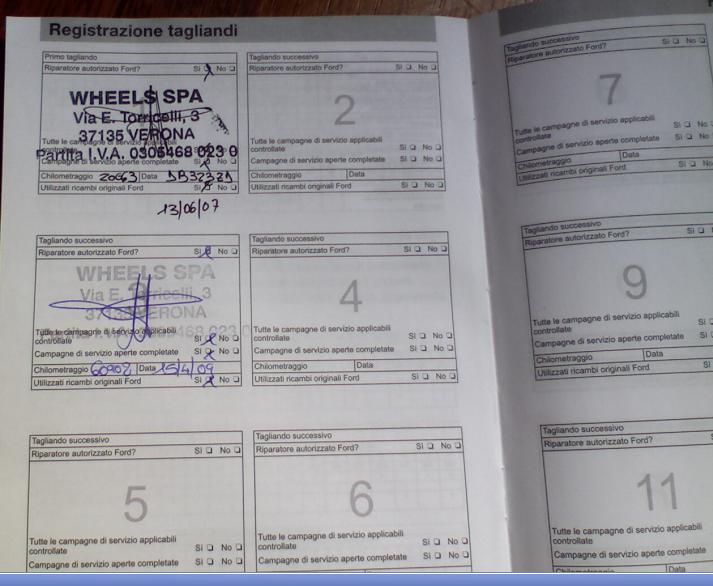 Registrazione tagliandi
Primo tagliando
Riparatore autorizzato Ford? Sì No
WHEELS SPA
Via E. Torricelli, 3
37135 VERONA
Partita I.V.A. 0305468 023 0
Tutte le campagne di servizio applicabili
controllate
Campagne di servizio aperte completate Sì No
Chilometraggio 20663 Data
Utilizzati ricambi originali Ford Sì No
13/06/07
Tagliando successivo
Riparatore autorizzato Ford? Sì No
2
Tutte le campagne di servizio applicabili
controllate Sì No
Campagne di servizio aperte completate Sì No
Chilometraggio Data
Utilizzati ricambi originali Ford Sì No
Tagliando successivo
Riparatore autorizzato Ford? Sì No
WHEELS SPA
Via E. Torricelli, 3
37135 VERONA
Tutte le campagne di servizio applicabili
controllate Sì No
Campagne di servizio aperte completate Sì No
Chilometraggio 60902 Data 15/4/09
Utilizzati ricambi originali Ford Sì No
Tagliando successivo
Riparatore autorizzato Ford? Sì No
4
Tutte le campagne di servizio applicabili
controllate Sì No
Campagne di servizio aperte completate Sì No
Chilometraggio Data
Utilizzati ricambi originali Ford Sì No
Tagliando successivo
Riparatore autorizzato Ford? Sì No
5
Tutte le campagne di servizio applicabili
controllate Sì No
Campagne di servizio aperte completate Sì No
Tagliando successivo
Riparatore autorizzato Ford? Sì No
6
Tutte le campagne di servizio applicabili
controllate Sì No
Campagne di servizio aperte completate Sì No
Tagliando successivo
Riparatore autorizzato Ford? Sì No
7
Tutte le campagne di servizio applicabili
controllate Sì No
Campagne di servizio aperte completate Sì No
Chilometraggio Data
Utilizzati ricambi originali Ford Sì No
Tagliando successivo
Riparatore autorizzato Ford? Sì
9
Tutte le campagne di servizio applicabili
controllate Sì
Campagne di servizio aperte completate Sì
Chilometraggio Data
Utilizzati ricambi originali Ford Sì
Tagliando successivo
Riparatore autorizzato Ford? Sì No
11
Tutte le campagne di servizio applicabili
controllate Sì No
Campagne di servizio aperte completate Sì No